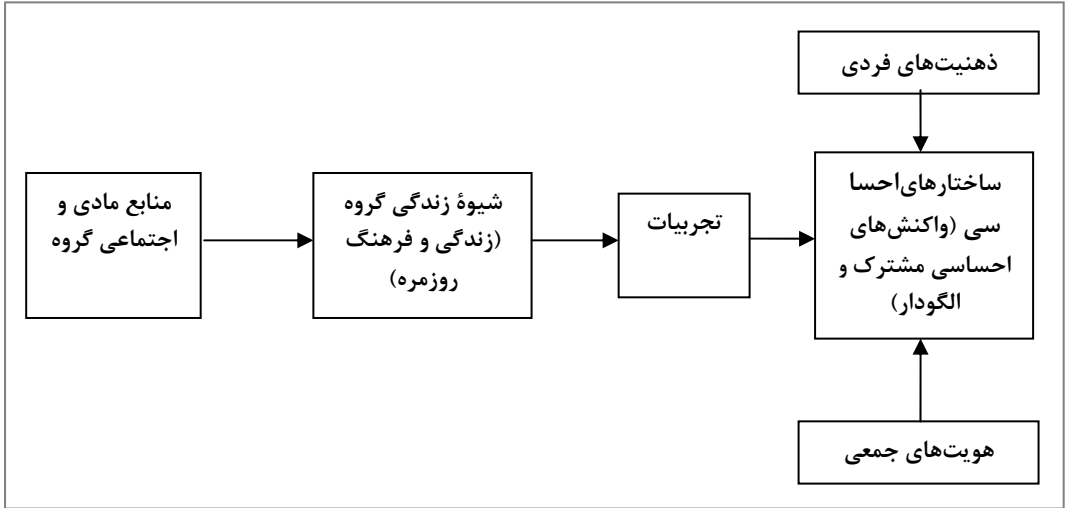 ذهنیت‌های فردی
منابع مادی و
اجتماعی گروه
شیوۀ زندگی گروه
(زندگی و فرهنگ
روزمره)
تجربیات
ساختارهای‌احسا
سی (واکنش‌های
احساسی مشترک و
الگودار)
هویت‌های جمعی